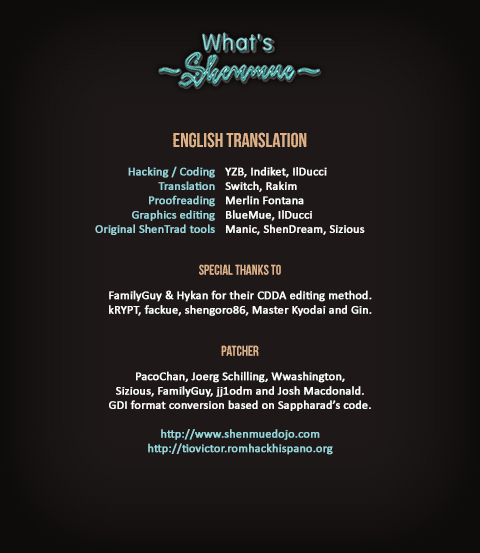 What's
~Shenmue~
ENGLISH TRANSLATION
Hacking / Coding YZB, Indiket, IlDucci
Translation Switch, Rakim
Proofreading Merlin Fontana
Graphics editing BlueMue, IlDucci
Original ShenTrad tools Manic, ShenDream, Sizious
SPECIAL THANKS TO
FamilyGuy & Hykan for their CDDA editing method.
kRYPT, fackue, shengoro86, Master Kyodai and Gin.
PATCHER
PacoChan, Joerg Schilling, Wwashington,
Sizious, FamilyGuy, jj1odm and Josh Macdonald.
GDI format conversion based on Sappharad's code.
http://www.shenmuedojo.com
http://tiovictor.romhackhispano.org